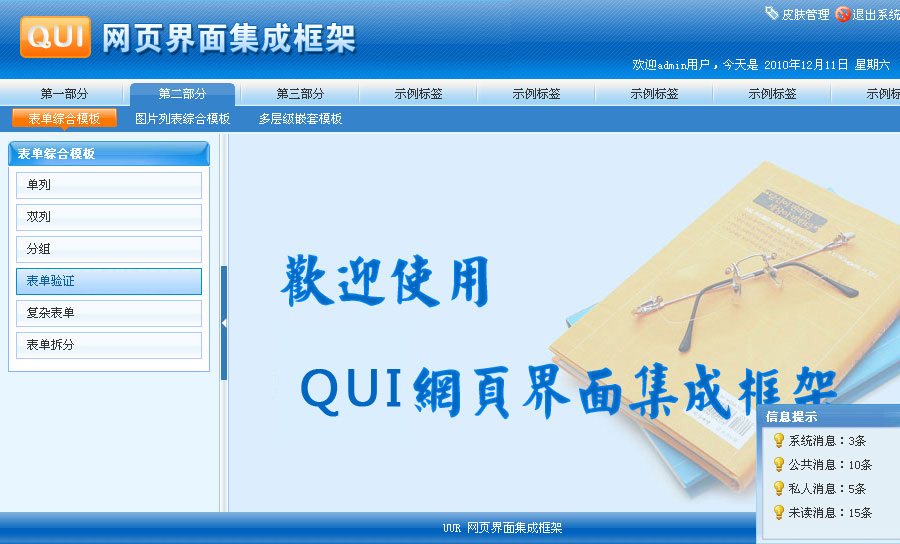 QUI 网页界面集成框架
皮肤管理 退出系统
欢迎admin用户，今天是 2010年12月11日 星期六
第一部分 第二部分 第三部分 示例标签 示例标签 示例标签 示例标签 示例标
表单综合模板 图片列表综合模板 多层级嵌套模板
表单综合模板
单列
双列
分组
表单验证
复杂表单
表单拆分
歡迎使用
QUI網頁界面集成框架
信息提示
系统消息：3条
公共消息：10条
私人消息：5条
未读消息：15条
UUR 网页界面集成框架